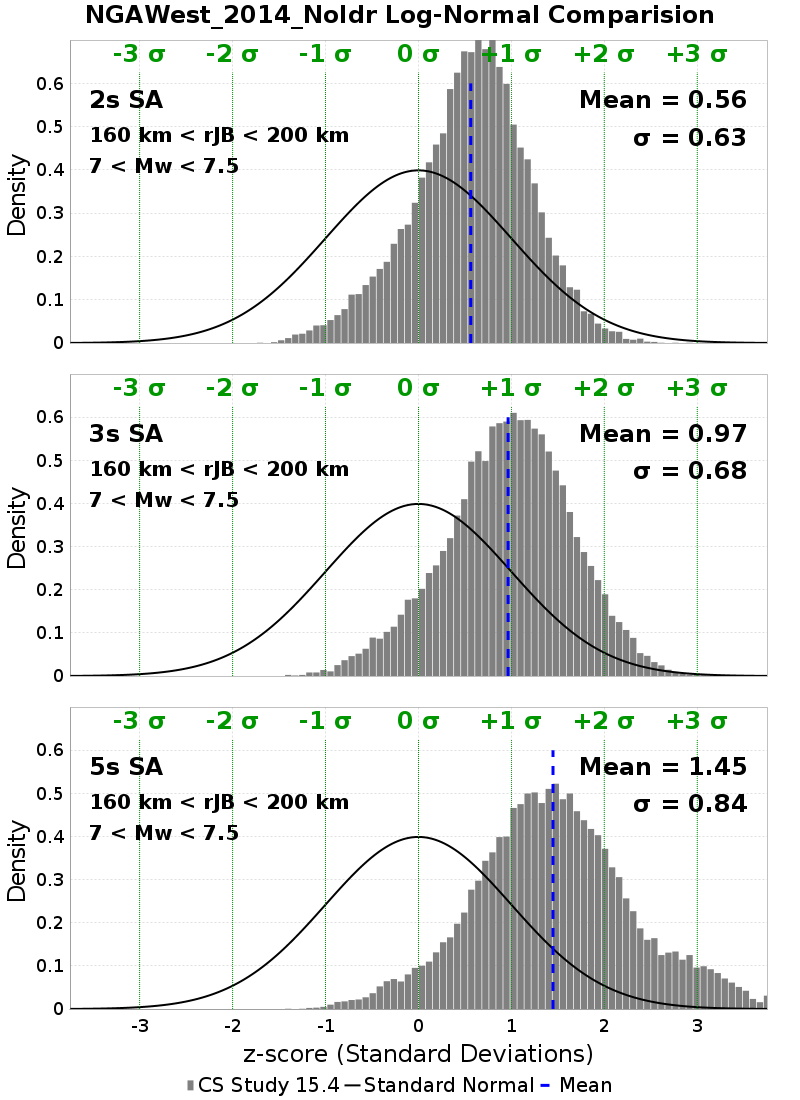 NGAWest_2014_NoIdr Log-Normal Comparision
-3 σ -2 σ -1 σ 0 σ +1 σ +2 σ +3 σ
2s SA
160 km < rJB < 200 km
7 < Mw < 7.5
Mean = 0.56
σ = 0.63
Density
0.6
0.5
0.4
0.3
0.2
0.1
0
-3 σ -2 σ -1 σ 0 σ +1 σ +2 σ +3 σ
3s SA
160 km < rJB < 200 km
7 < Mw < 7.5
Mean = 0.97
σ = 0.68
Density
0.6
0.5
0.4
0.3
0.2
0.1
0
-3 σ -2 σ -1 σ 0 σ +1 σ +2 σ +3 σ
5s SA
160 km < rJB < 200 km
7 < Mw < 7.5
Mean = 1.45
σ = 0.84
Density
0.6
0.5
0.4
0.3
0.2
0.1
0
-3 -2 -1 0 1 2 3
z-score (Standard Deviations)
CS Study 15.4 Standard Normal Mean